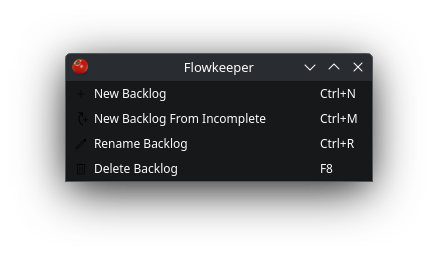 Flowkeeper
New Backlog Ctrl+N
New Backlog From Incomplete Ctrl+M
Rename Backlog Ctrl+R
Delete Backlog F8